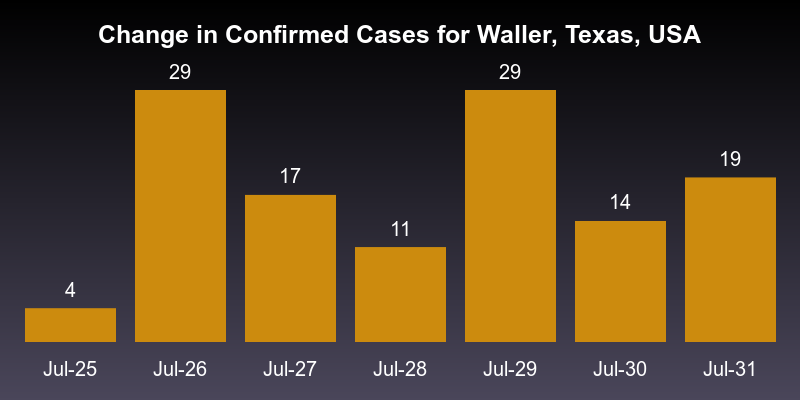 Change in Confirmed Cases for Waller, Texas, USA
4 29 17 11 29 14 19
Jul-25 Jul-26 Jul-27 Jul-28 Jul-29 Jul-30 Jul-31